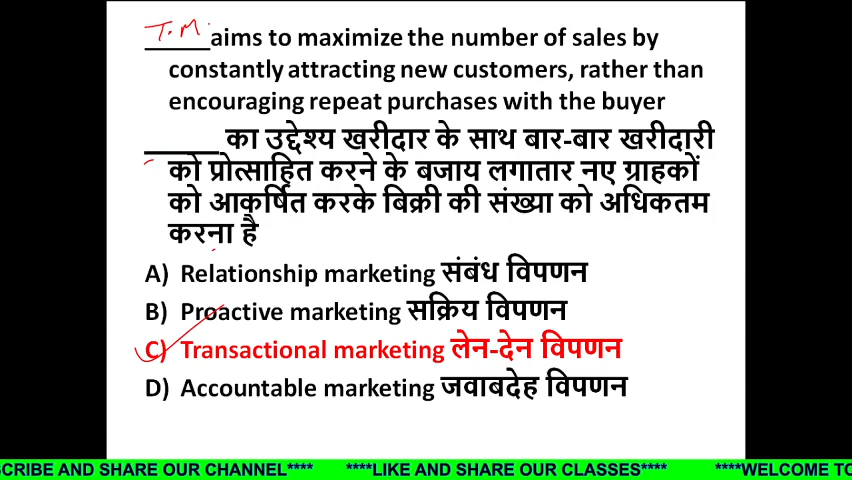 T.M
_____aims to maximize the number of sales by
constantly attracting new customers, rather than
encouraging repeat purchases with the buyer
_____ का उद्देश्य खरीदार के साथ बार-बार खरीदारी
को प्रोत्साहित करने के बजाय लगातार नए ग्राहकों
को आकर्षित करके बिक्री की संख्या को अधिकतम
करना है
A) Relationship marketing संबंध विपणन
B) Proactive marketing सक्रिय विपणन
C) Transactional marketing लेन-देन विपणन
D) Accountable marketing जवाबदेह विपणन
SCRIBE AND SHARE OUR CHANNEL**** ****LIKE AND SHARE OUR CLASSES**** ****WELCOME TO